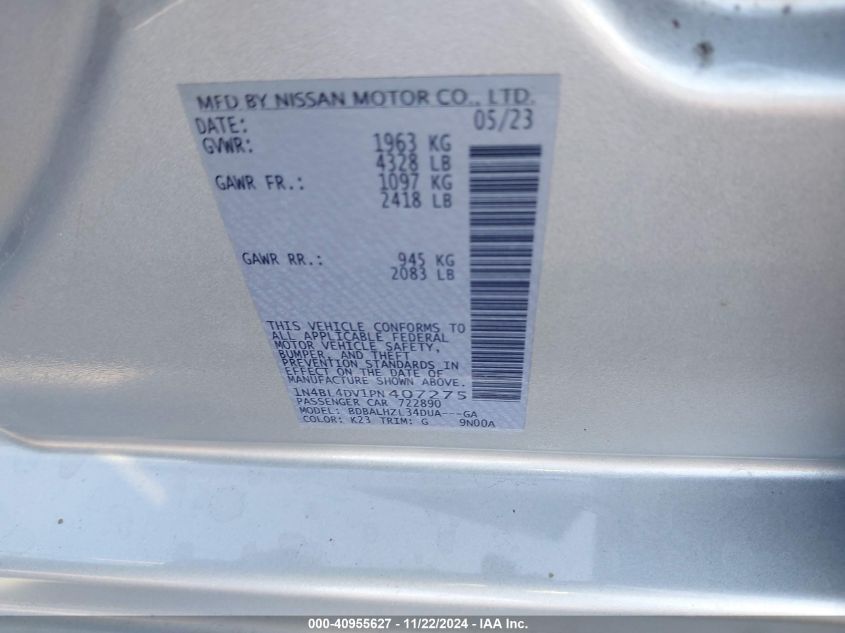 MFD BY NISSAN MOTOR CO., LTD.
DATE: 05/23
GVWR: 1963 KG
4328 LB
GAWR FR.: 1097 KG
2418 LB
GAWR RR.: 945 KG
2083 LB
THIS VEHICLE CONFORMS TO
ALL APPLICABLE FEDERAL
MOTOR VEHICLE SAFETY,
BUMPER, AND THEFT
PREVENTION STANDARDS IN
EFFECT ON THE DATE OF
MANUFACTURE SHOWN ABOVE.
1N4BL4DV1PN407275
PASSENGER CAR 722890
MODEL: BDBALHZL34DUA---GA
COLOR: K23 TRIM: G 9N00A
000-40955627 - 11/22/2024 - IAA Inc.